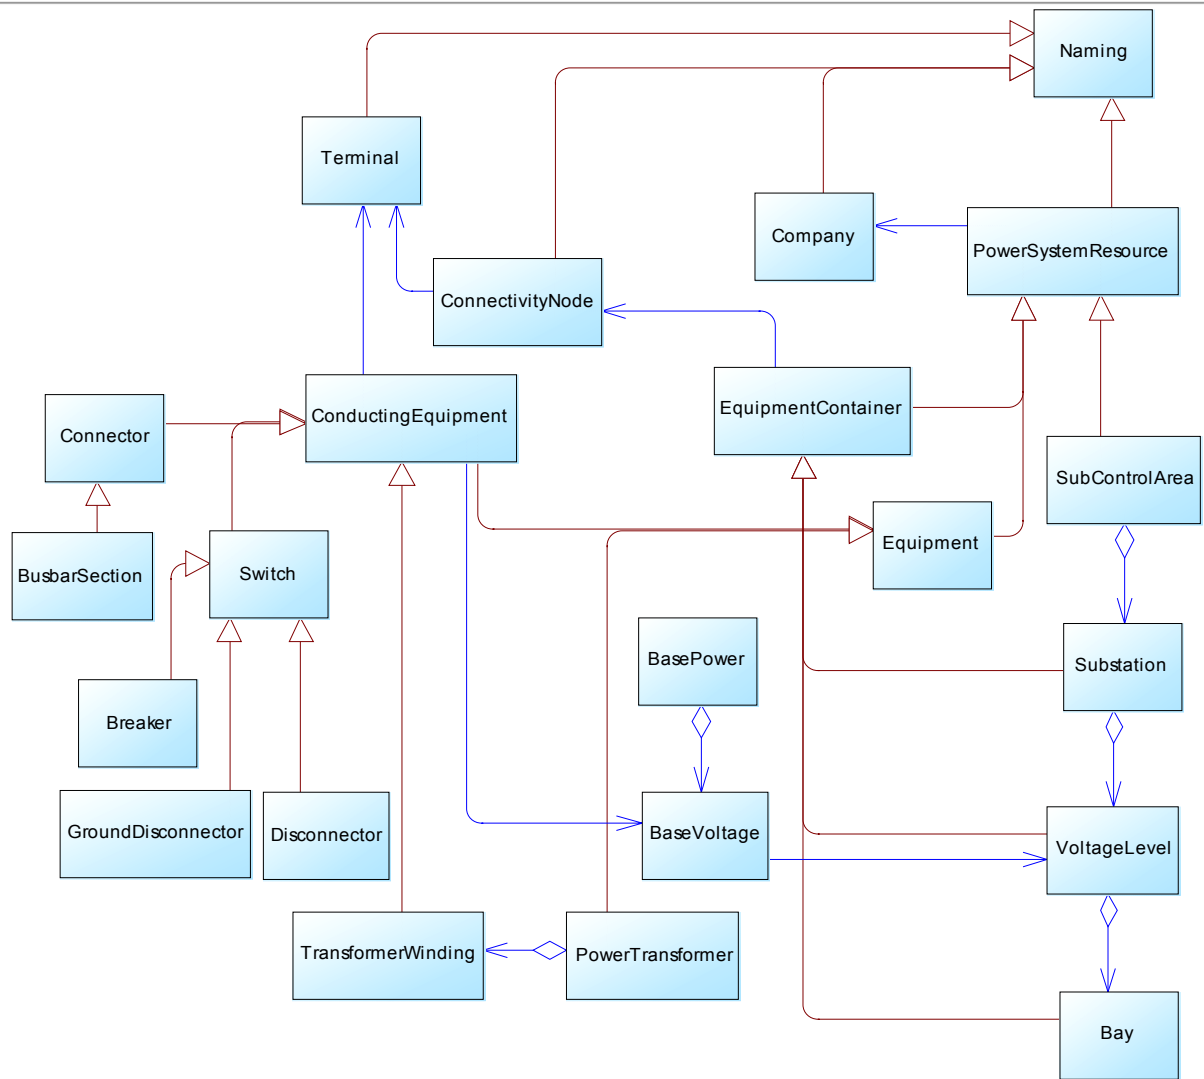 Naming
Terminal
Company
PowerSystemResource
ConnectivityNode
EquipmentContainer
ConductingEquipment
Connector
SubControlArea
Equipment
BusbarSection
Switch
BasePower
Substation
Breaker
GroundDisconnector
Disconnector
BaseVoltage
VoltageLevel
TransformerWinding
PowerTransformer
Bay